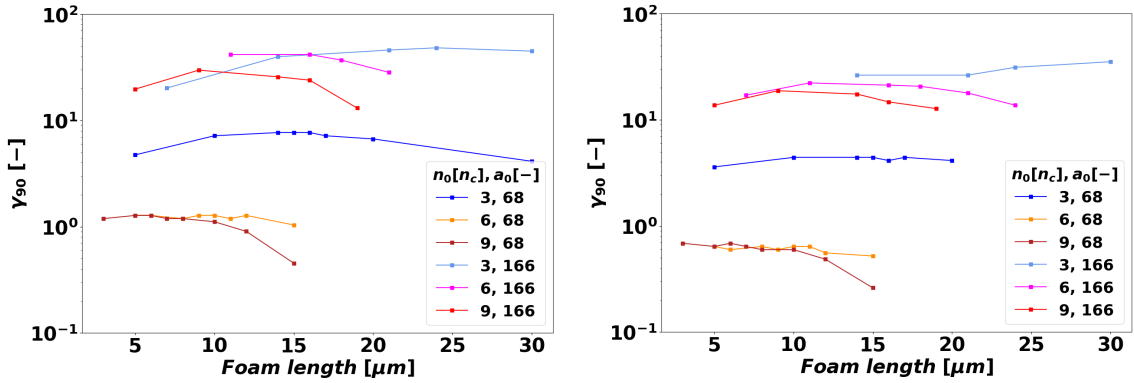 10²
10¹
10⁰
10⁻¹
γ₉₀ [−]
5 10 15 20 25 30
Foam length [μm]
n₀[n_c], a₀[−]
3, 68
6, 68
9, 68
3, 166
6, 166
9, 166
10²
10¹
10⁰
10⁻¹
γ₉₀ [−]
5 10 15 20 25 30
Foam length [μm]
n₀[n_c], a₀[−]
3, 68
6, 68
9, 68
3, 166
6, 166
9, 166